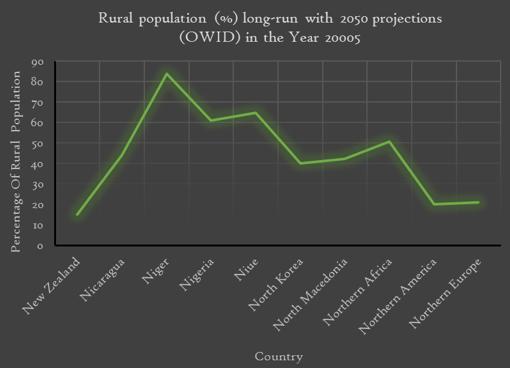 Rural population (%) long-run with 2050 projections
(OWID) in the Year 20005
Percentage Of Rural Population
90
80
70
60
50
40
30
20
10
0
New Zealand
Nicaragua
Niger
Nigeria
Niue
North Korea
North Macedonia
Northern Africa
Northern America
Northern Europe
Country